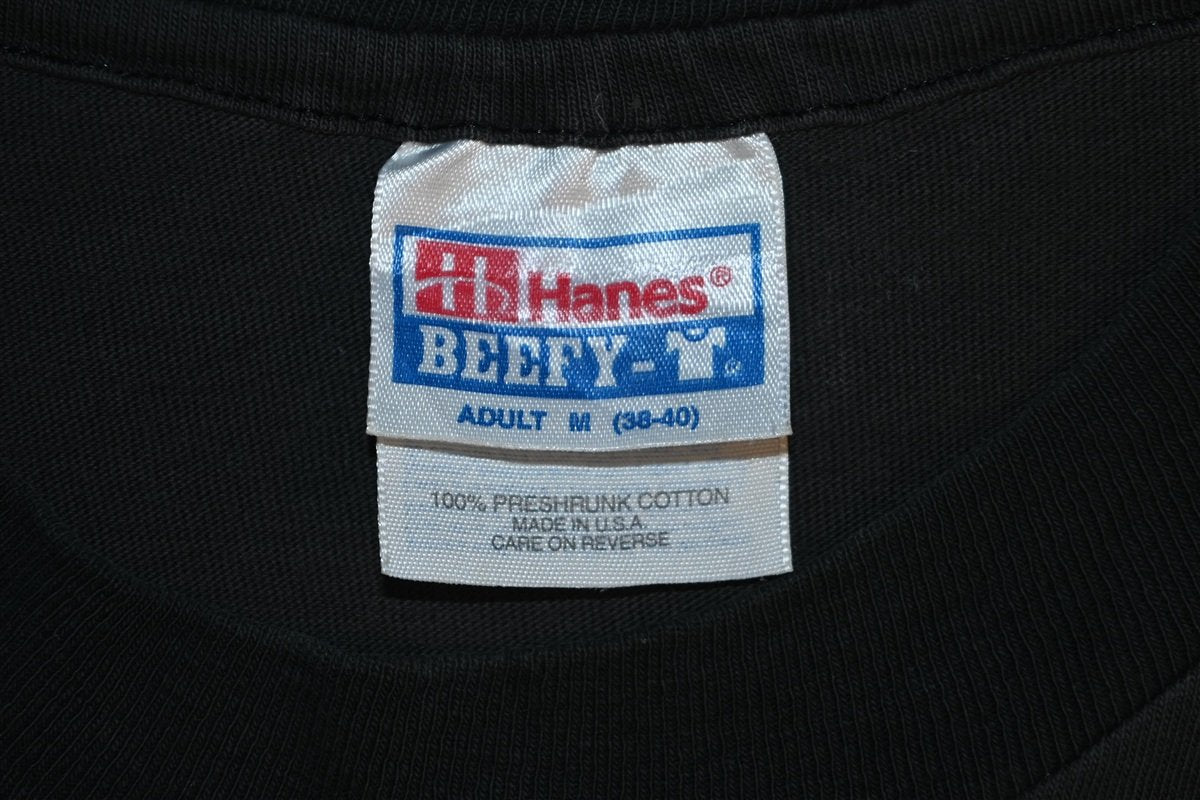 Hanes®
BEEFY-T®
ADULT M (38-40)
100% PRESHRUNK COTTON
MADE IN U.S.A.
CARE ON REVERSE